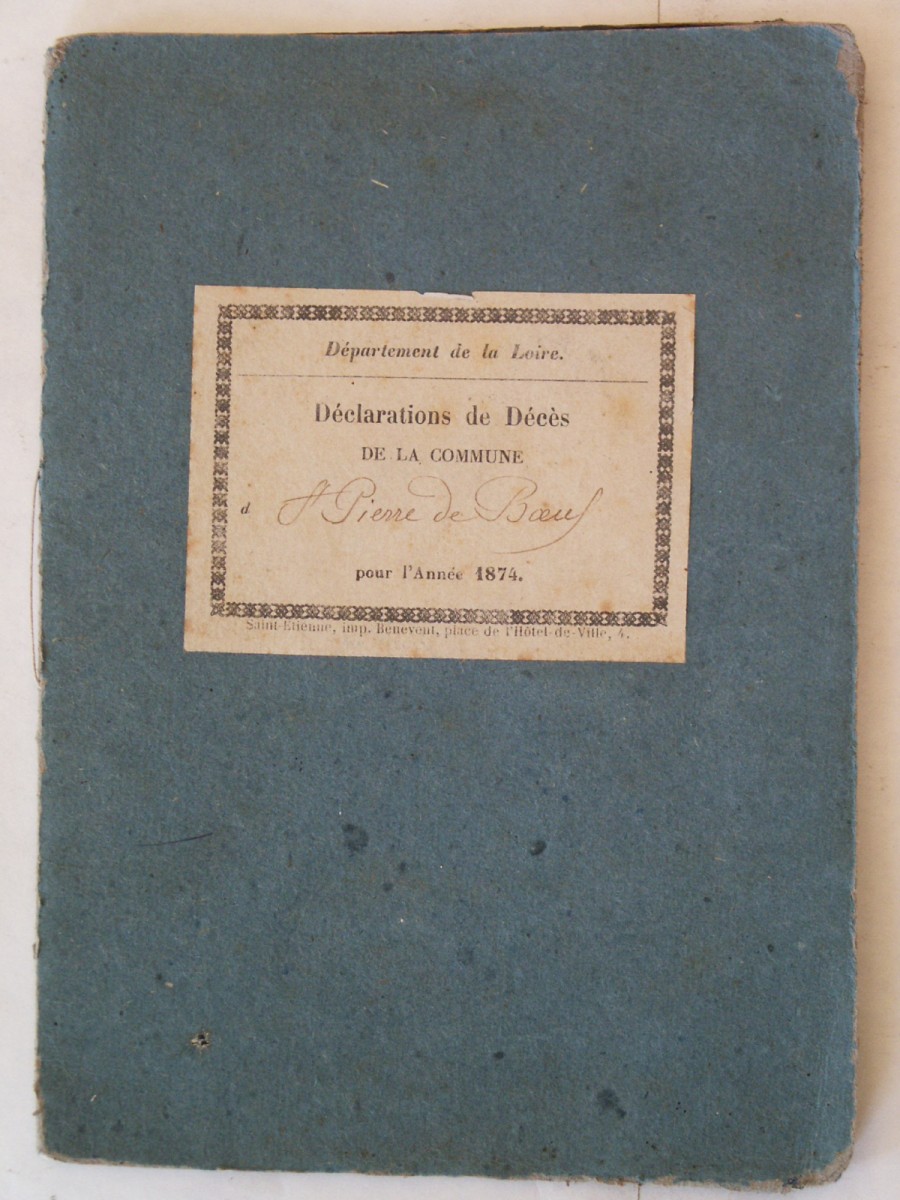 Département de la Loire.
Déclarations de Décès
DE LA COMMUNE
d St Pierre de Bœuf
pour l'Année 1874.
Saint-Etienne, imp. Benevent, place de l'Hôtel-de-Ville, 4.